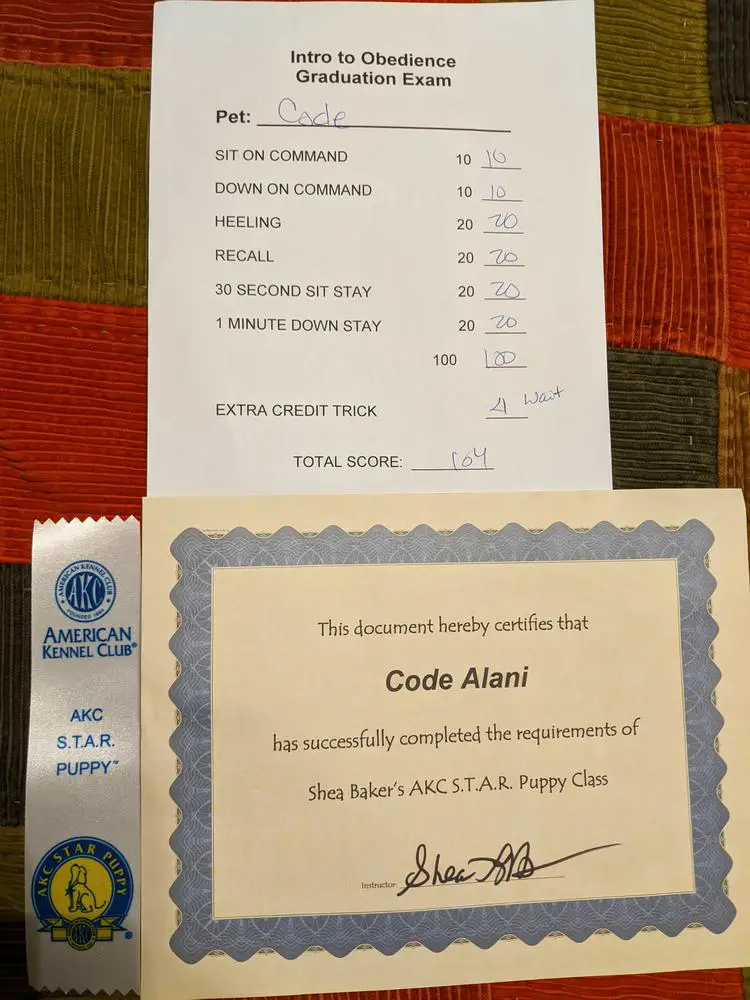 Intro to Obedience
Graduation Exam
Pet: Code
SIT ON COMMAND 10 10
DOWN ON COMMAND 10 10
HEELING 20 20
RECALL 20 20
30 SECOND SIT STAY 20 20
1 MINUTE DOWN STAY 20 20
100 100
EXTRA CREDIT TRICK 4 Wait
TOTAL SCORE: 104
AMERICAN KENNEL CLUB
AKC
FOUNDED 1884
AMERICAN
KENNEL CLUB®
AKC
S.T.A.R.
PUPPY™
AKC STAR PUPPY
AKC
®
This document hereby certifies that
Code Alani
has successfully completed the requirements of
Shea Baker's AKC S.T.A.R. Puppy Class
Instructor: Shea